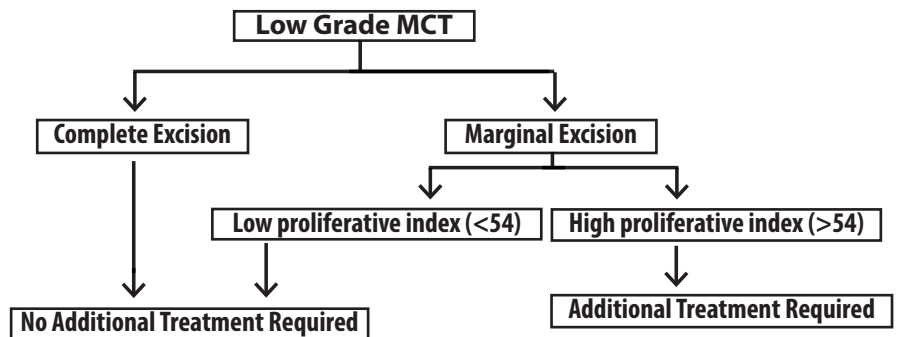 Low Grade MCT
Complete Excision
Marginal Excision
Low proliferative index (<54)
High proliferative index (>54)
No Additional Treatment Required
Additional Treatment Required